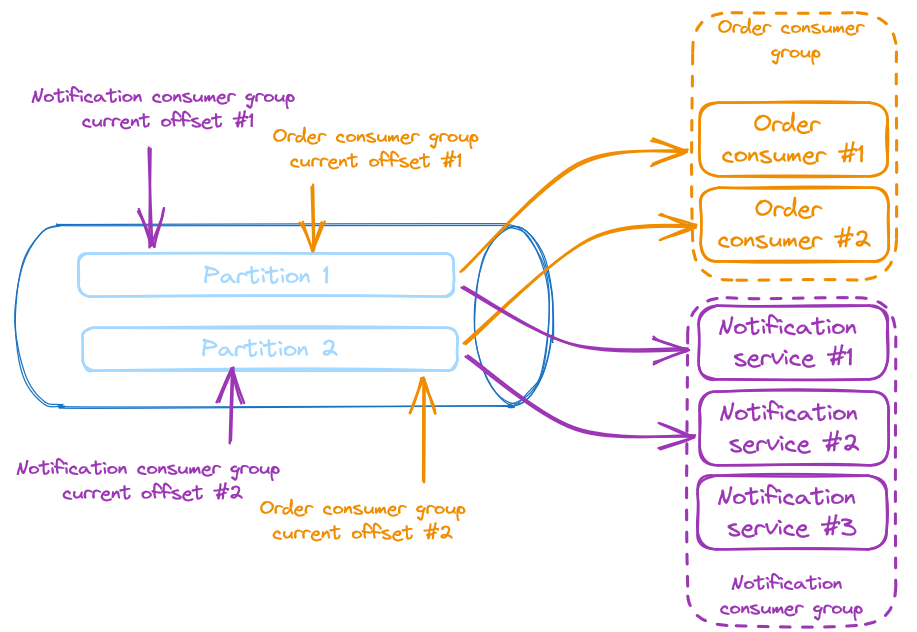 Order consumer
group
Notification consumer group
current offset #1
Order consumer group
current offset #1
Order
consumer #1
Order
consumer #2
Partition 1
Partition 2
Notification
service #1
Notification
service #2
Notification
service #3
Notification consumer group
current offset #2
Order consumer group
current offset #2
Notification
consumer group